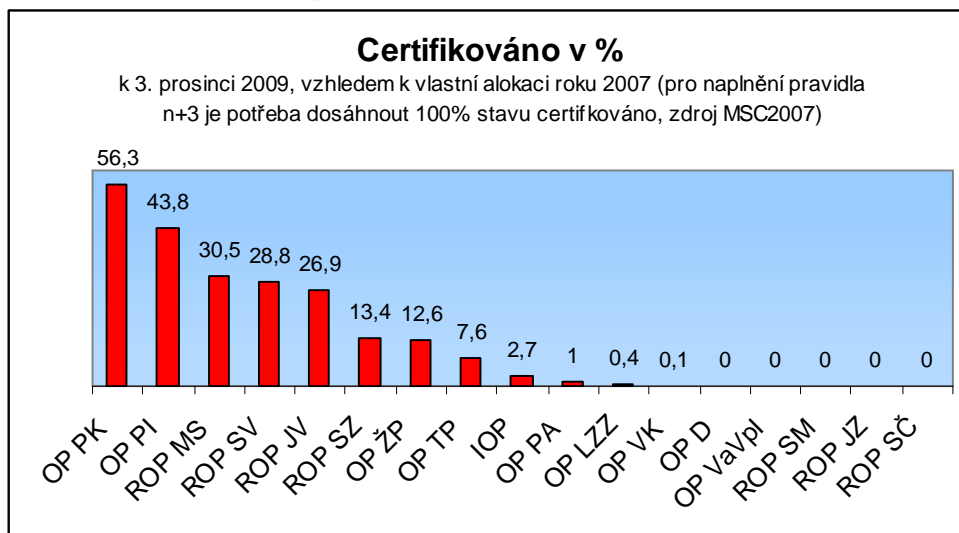 Certifikováno v %
k 3. prosinci 2009, vzhledem k vlastní alokaci roku 2007 (pro naplnění pravidla
n+3 je potřeba dosáhnout 100% stavu certifkováno, zdroj MSC2007)
56,3
43,8
30,5
28,8
26,9
13,4
12,6
7,6
2,7
1
0,4
0,1
0
0
0
0
0
OP PK
OP PI
ROP MS
ROP SV
ROP JV
ROP SZ
OP ŽP
OP TP
IOP
OP PA
OP LZZ
OP VK
OP D
OP VaVpI
ROP SM
ROP JZ
ROP SČ